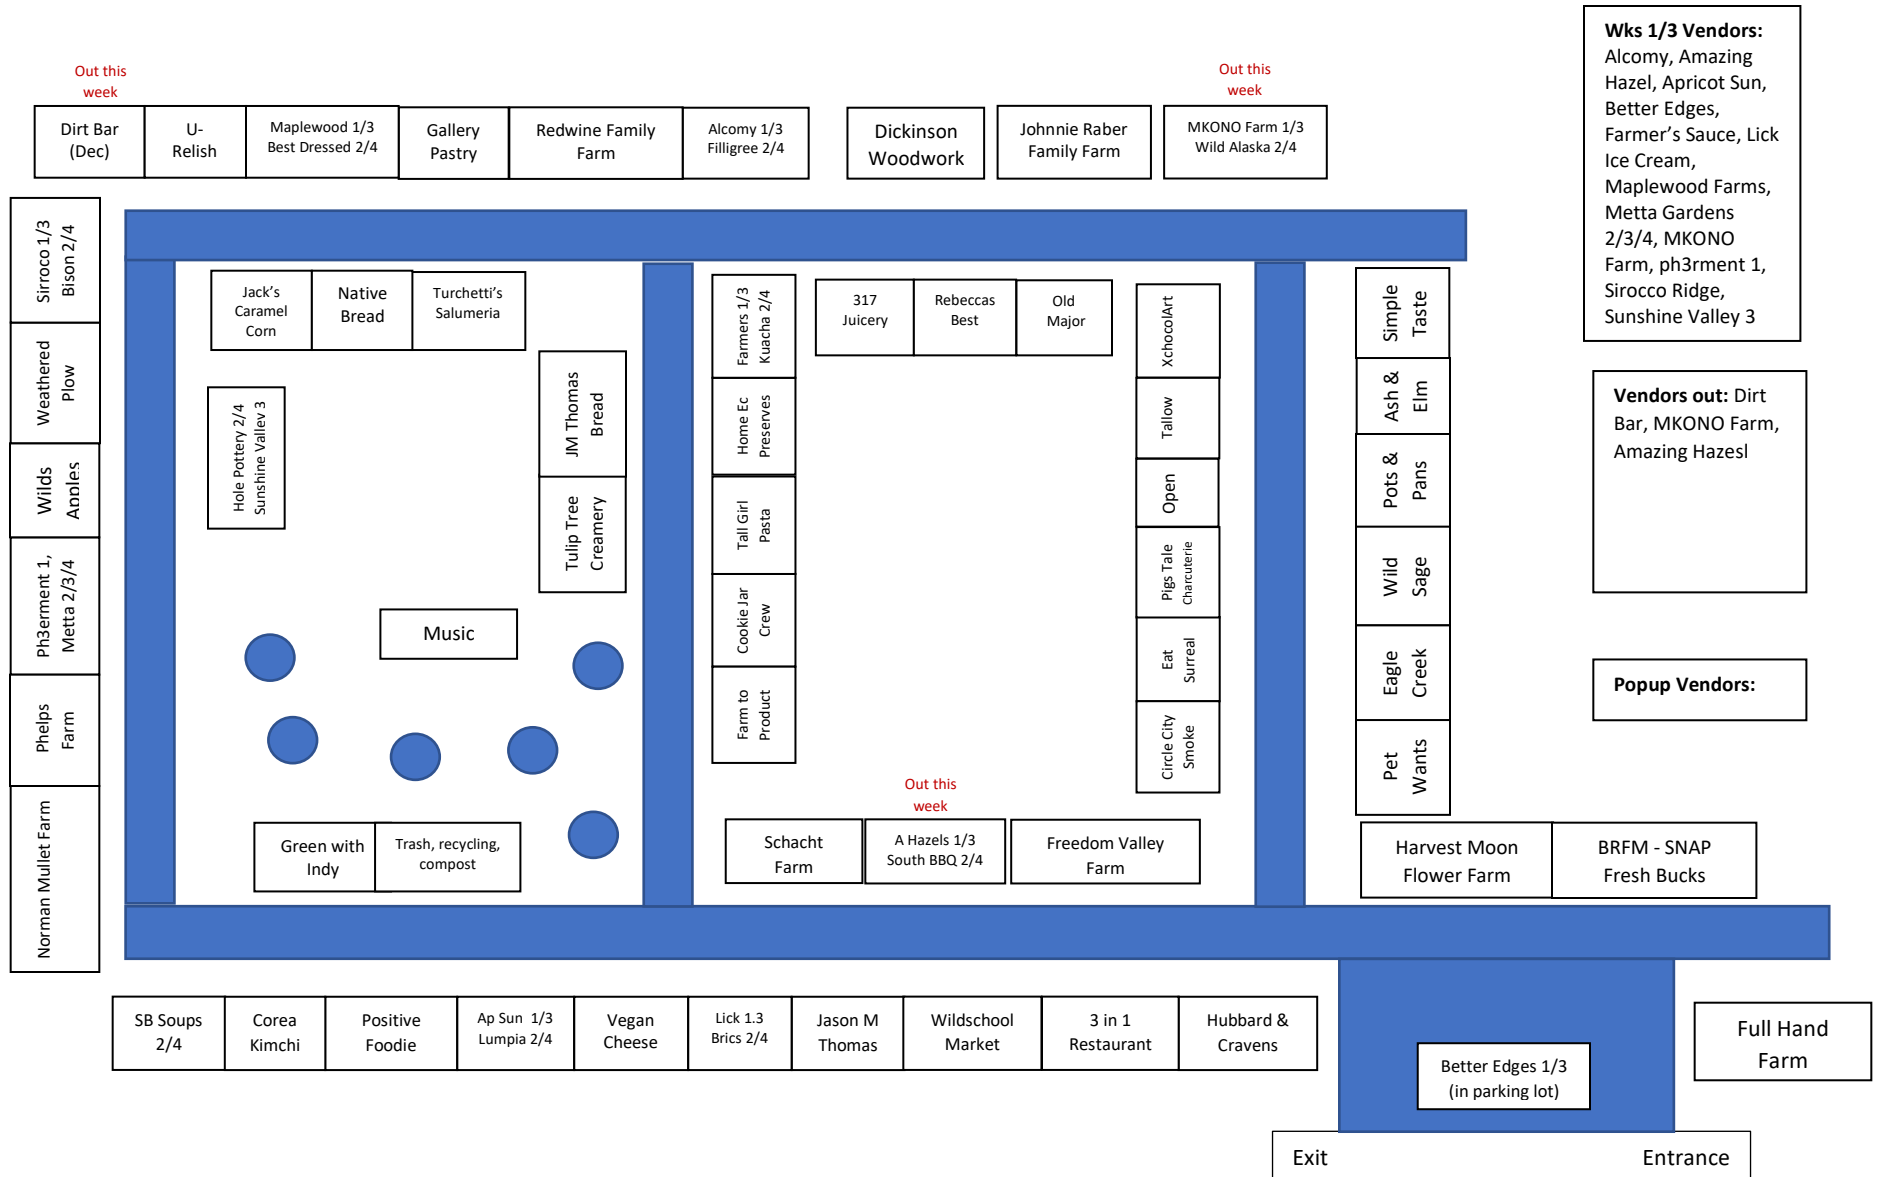 Out this
week
Out this
week
Dirt Bar
(Dec)
U-
Relish
Maplewood 1/3
Best Dressed 2/4
Gallery
Pastry
Redwine Family
Farm
Alcomy 1/3
Filligree 2/4
Dickinson
Woodwork
Johnnie Raber
Family Farm
MKONO Farm 1/3
Wild Alaska 2/4
Wks 1/3 Vendors:
Alcomy, Amazing
Hazel, Apricot Sun,
Better Edges,
Farmer’s Sauce, Lick
Ice Cream,
Maplewood Farms,
Metta Gardens
2/3/4, MKONO
Farm, ph3rment 1,
Sirocco Ridge,
Sunshine Valley 3
Vendors out: Dirt
Bar, MKONO Farm,
Amazing Hazesl
Popup Vendors:
Sirroco 1/3
Bison 2/4
Weathered
Plow
Wilds
Apples
Ph3erment 1,
Metta 2/3/4
Phelps
Farm
Norman Mullet Farm
Jack’s
Caramel
Corn
Native
Bread
Turchetti’s
Salumeria
Hole Pottery 2/4
Sunshine Valley 3
JM Thomas
Bread
Tulip Tree
Creamery
Music
Green with
Indy
Trash, recycling,
compost
Farmers 1/3
Kuacha 2/4
Home Ec
Preserves
Tall Girl
Pasta
Cookie Jar
Crew
Farm to
Product
317
Juicery
Rebeccas
Best
Old
Major
XchocolArt
Tallow
Open
Pigs Tale
Charcuterie
Eat
Surreal
Circle City
Smoke
Out this
week
Schacht
Farm
A Hazels 1/3
South BBQ 2/4
Freedom Valley
Farm
Simple
Taste
Ash &
Elm
Pots &
Pans
Wild
Sage
Eagle
Creek
Pet
Wants
Harvest Moon
Flower Farm
BRFM - SNAP
Fresh Bucks
SB Soups
2/4
Corea
Kimchi
Positive
Foodie
Ap Sun 1/3
Lumpia 2/4
Vegan
Cheese
Lick 1.3
Brics 2/4
Jason M
Thomas
Wildschool
Market
3 in 1
Restaurant
Hubbard &
Cravens
Better Edges 1/3
(in parking lot)
Full Hand
Farm
Exit
Entrance